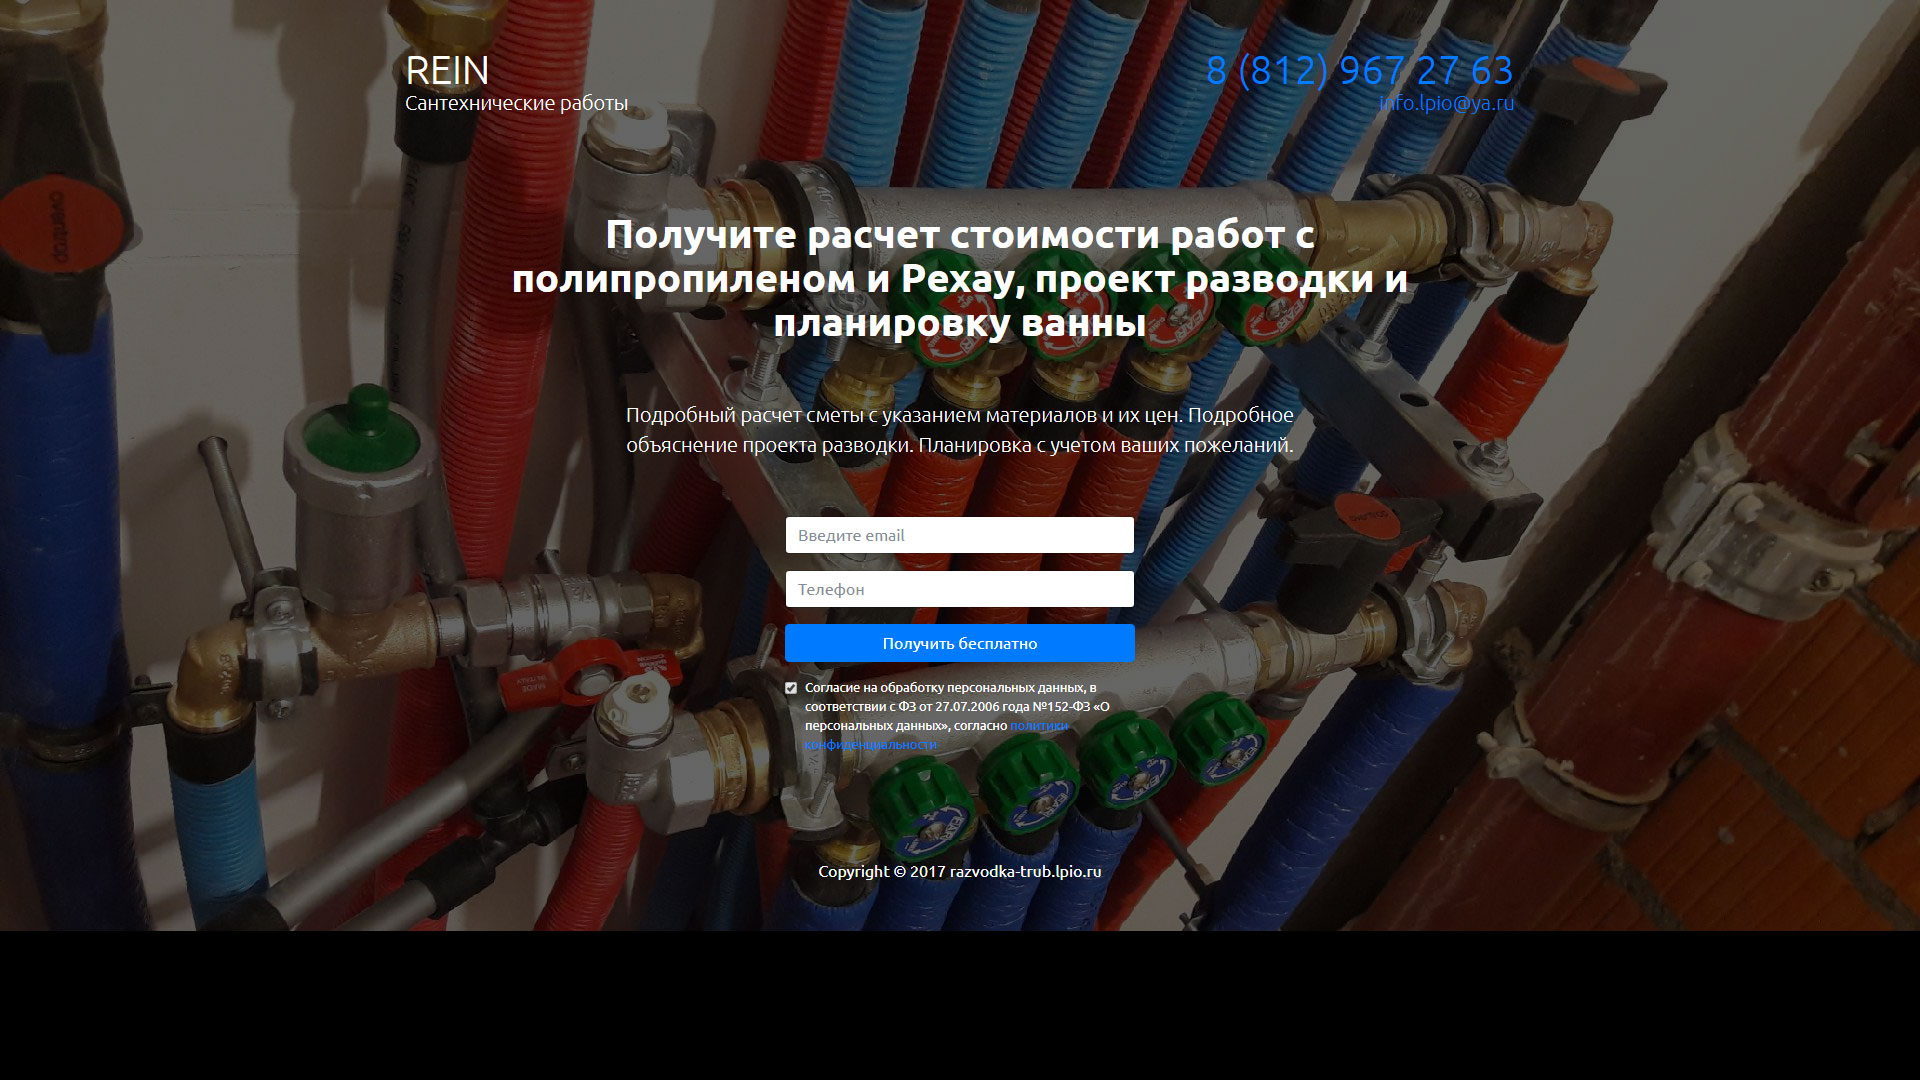 REIN
Сантехнические работы
8 (812) 967 27 63
info.lpio@ya.ru
Получите расчет стоимости работ с
полипропиленом и Рехау, проект разводки и
планировку ванны
Подробный расчет сметы с указанием материалов и их цен. Подробное
объяснение проекта разводки. Планировка с учетом ваших пожеланий.
Введите email
Телефон
Получить бесплатно
Согласие на обработку персональных данных, в
соответствии с ФЗ от 27.07.2006 года №152-ФЗ «О
персональных данных», согласно политики
конфиденциальности
Copyright © 2017 razvodka-trub.lpio.ru